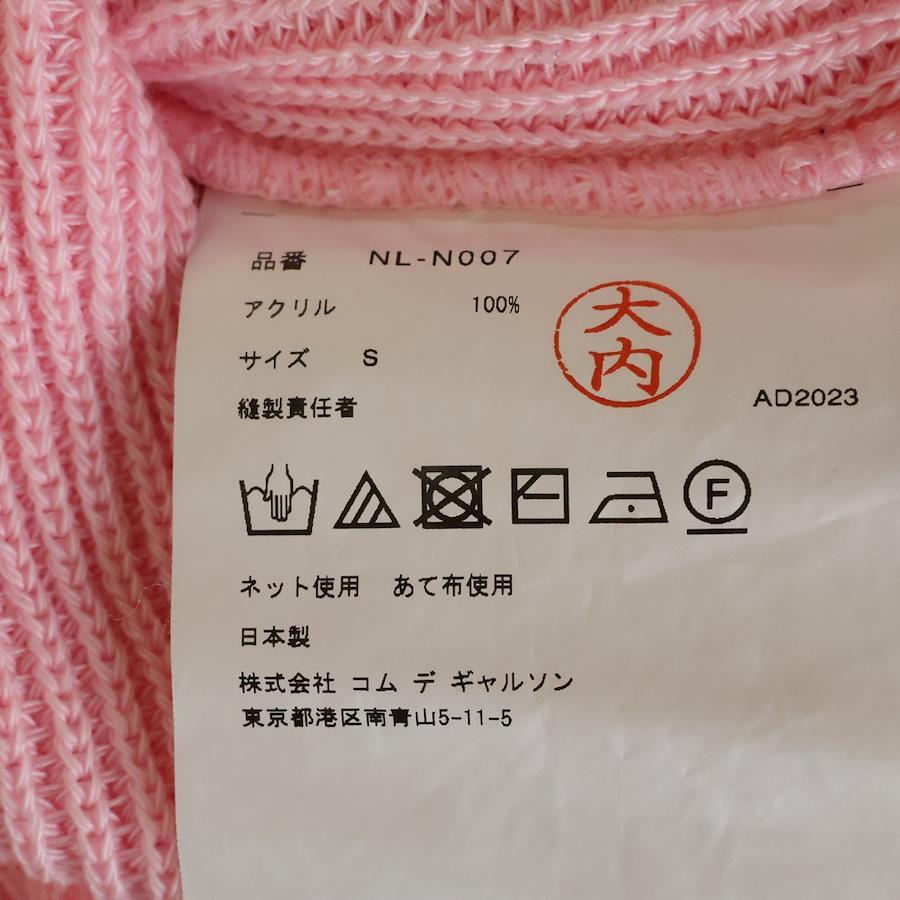 品番 NL-N007
アクリル 100%
大内
サイズ S
AD2023
縫製責任者
F
ネット使用 あて布使用
日本製
株式会社 コム デ ギャルソン
東京都港区南青山5-11-5